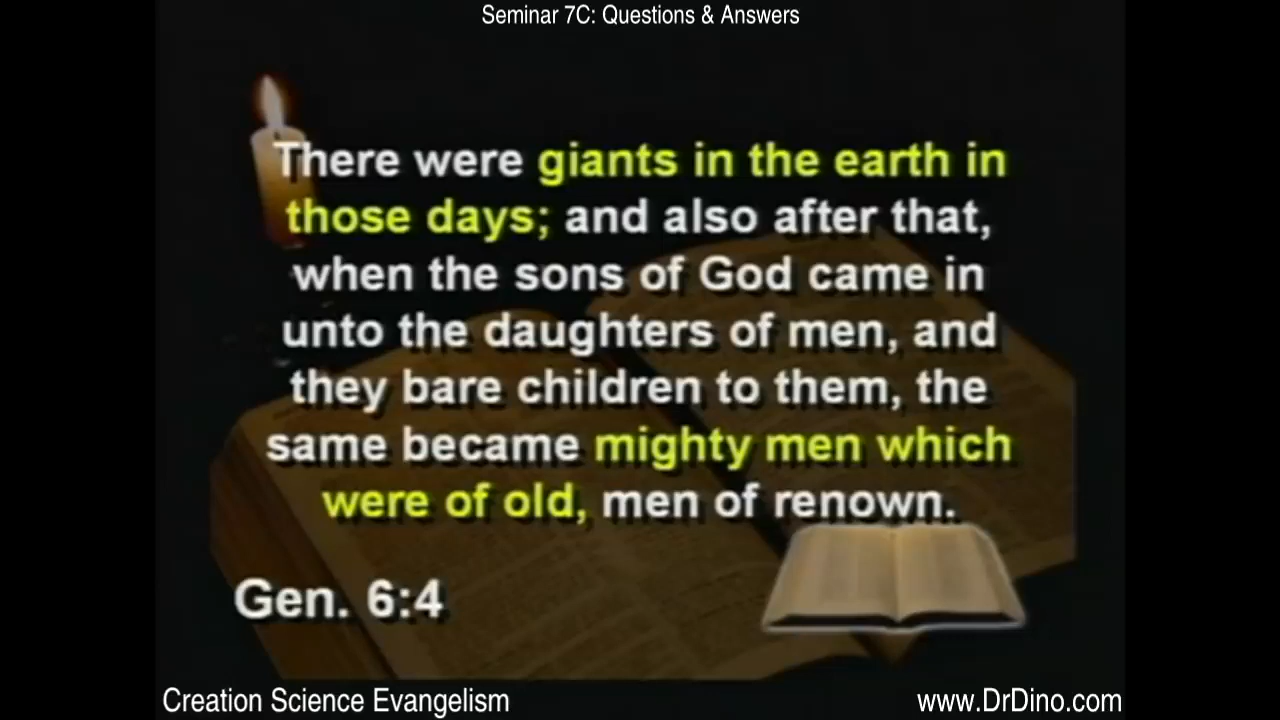 Seminar 7C: Questions & Answers
There were giants in the earth in
those days; and also after that,
when the sons of God came in
unto the daughters of men, and
they bare children to them, the
same became mighty men which
were of old, men of renown.
Gen. 6:4
Creation Science Evangelism
www.DrDino.com